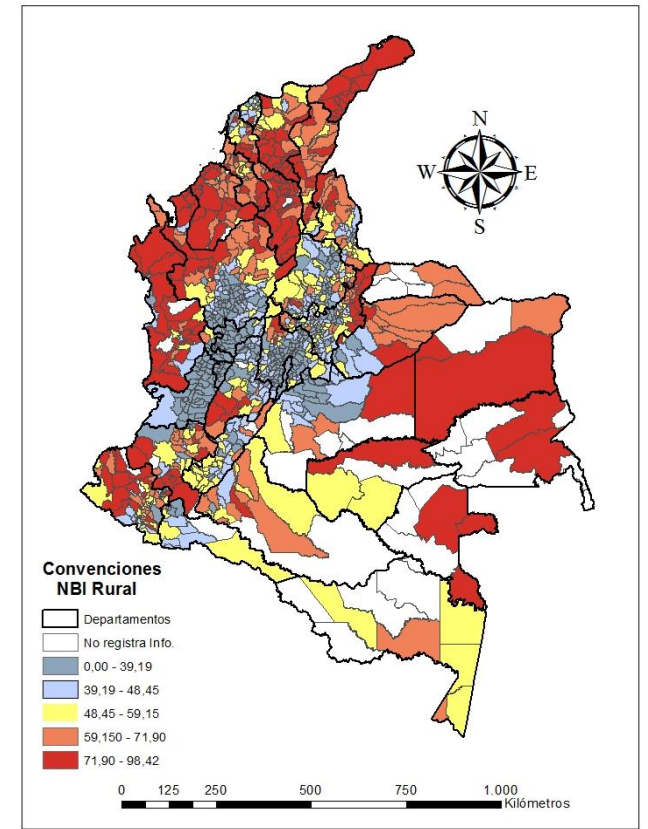 N
W E
S
Convenciones
NBI Rural
Departamentos
No registra Info.
0,00 - 39,19
39,19 - 48,45
48,45 - 59,15
59,150 - 71,90
71,90 - 98,42
0 125 250 500 750 1.000
Kilómetros